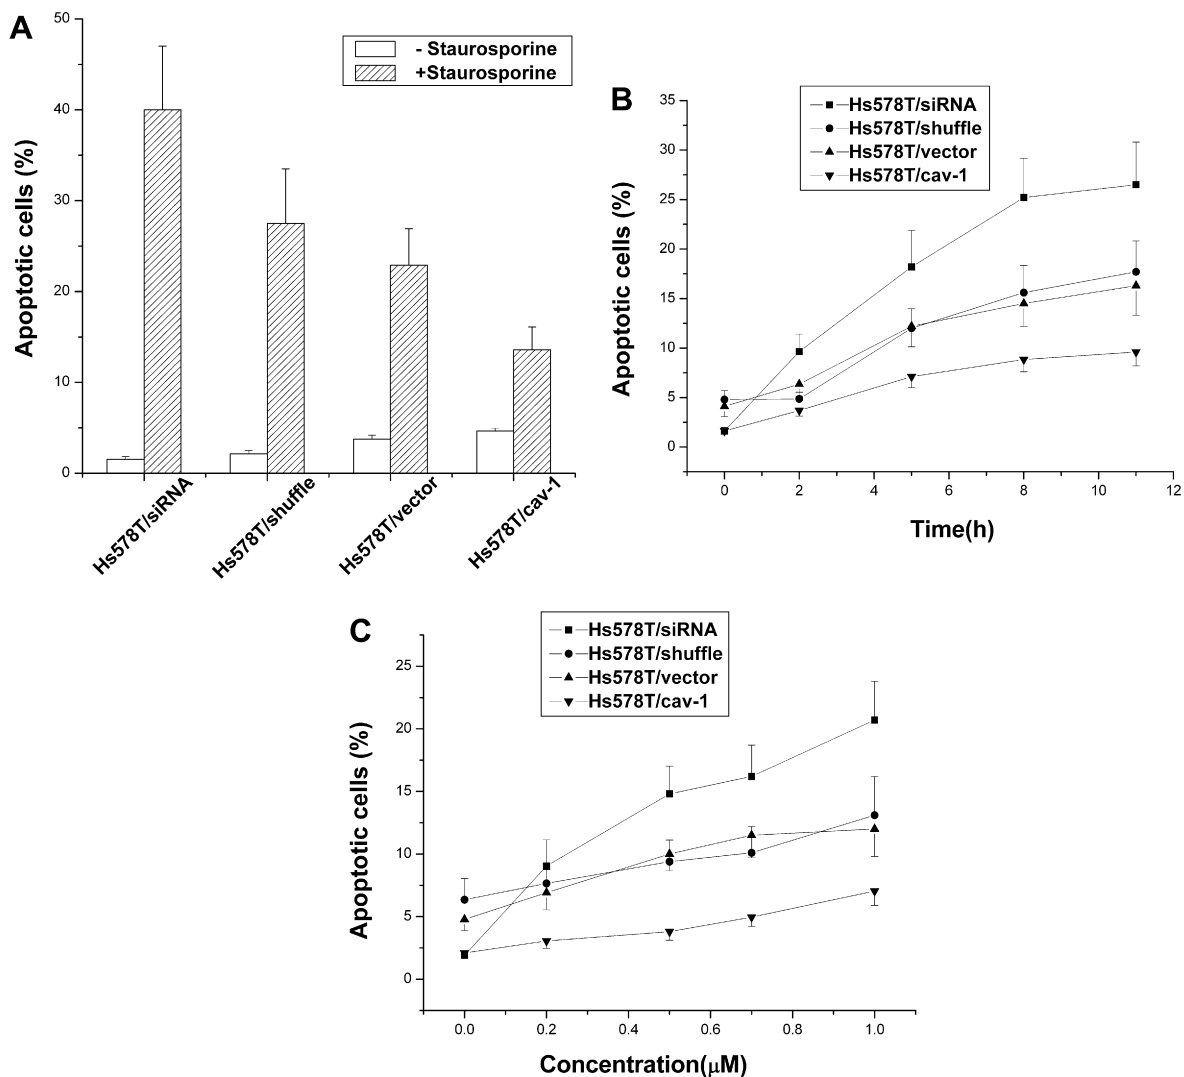 A
50
40
30
20
10
0
Apoptotic cells (%)
- Staurosporine
+Staurosporine
Hs578T/siRNA
Hs578T/shuffle
Hs578T/vector
Hs578T/cav-1
B
35
30
25
20
15
10
5
0
Apoptotic cells (%)
Hs578T/siRNA
Hs578T/shuffle
Hs578T/vector
Hs578T/cav-1
0 2 4 6 8 10 12
Time(h)
C
25
20
15
10
5
0
Apoptotic cells (%)
Hs578T/siRNA
Hs578T/shuffle
Hs578T/vector
Hs578T/cav-1
0.0 0.2 0.4 0.6 0.8 1.0
Concentration(μM)